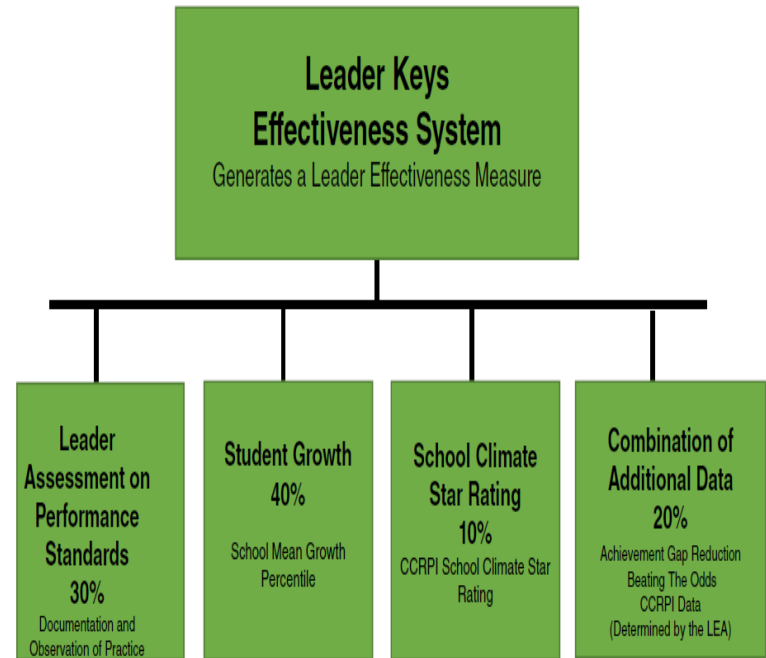 Leader Keys
Effectiveness System
Generates a Leader Effectiveness Measure
Leader
Assessment on
Performance
Standards
30%
Documentation and
Observation of Practice
Student Growth
40%
School Mean Growth
Percentile
School Climate
Star Rating
10%
CCRPI School Climate Star
Rating
Combination of
Additional Data
20%
Achievement Gap Reduction
Beating The Odds
CCRPI Data
(Determined by the LEA)